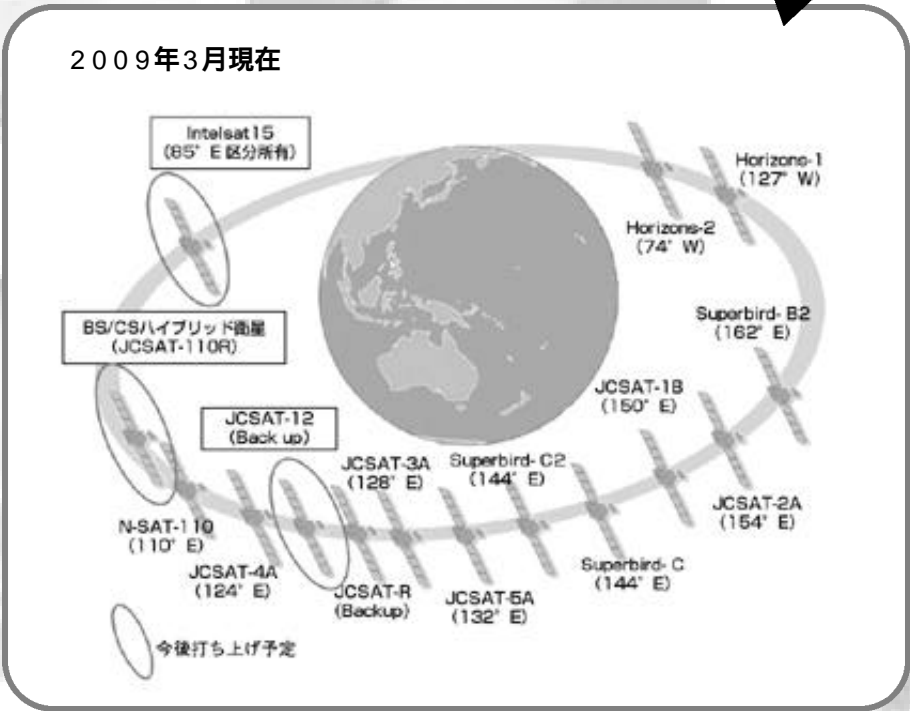 2009年3月現在
Intelsat15
(85° E 区分所有)
Horizons-1
(127° W)
Horizons-2
(74° W)
BS/CSハイブリッド衛星
(JCSAT-110R)
Superbird- B2
(162° E)
JCSAT-1B
(150° E)
JCSAT-12
(Back up)
JCSAT-3A
(128° E)
Superbird- C2
(144° E)
JCSAT-2A
(154° E)
N-SAT-110
(110° E)
JCSAT-4A
(124° E)
JCSAT-R
(Backup)
JCSAT-5A
(132° E)
Superbird- C
(144° E)
今後打ち上げ予定